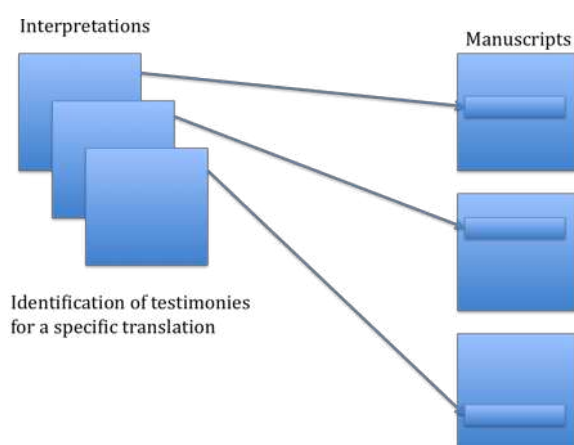 Interpretations
Manuscripts
Identification of testimonies
for a specific translation